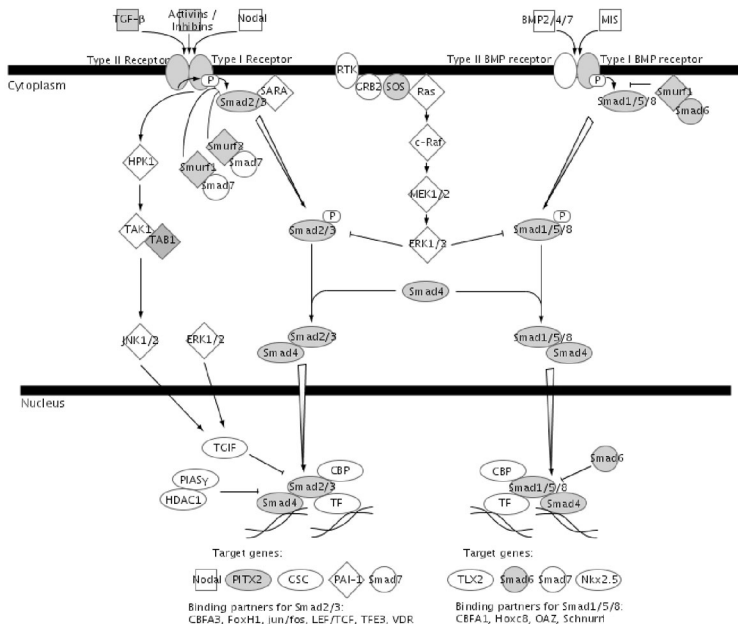 TGF-β
Activins /
Inhibins
Nodal
BMP2/4/7
MIS
Type II Receptor
Type I Receptor
Type II BMP receptor
Type I BMP receptor
Cytoplasm
P
Smad2/3
SARA
RTK
GRB2
SOS
Ras
P
Smad1/5/8
Smurf1
Smad6
HPK1
Smurf2
Smad7
Smurf1
Smad7
c-Raf
MEK1/2
TAK1
TAB1
P
Smad2/3
ERK1/2
P
Smad1/5/8
Smad4
JNK1/2
ERK1/2
Smad2/3
Smad4
Smad1/5/8
Smad4
Nucleus
TGIF
PIASγ
HDAC1
CBP
Smad2/3
Smad4
TF
CBP
Smad1/5/8
TF
Smad4
Smad6
Target genes:
Nodal
PITX2
GSC
PAI-1
Smad7
Binding partners for Smad2/3:
CBFA3, FoxH1, jun/fos, LEF/TCF, TFE3, VDR
Target genes:
TLX2
Smad6
Smad7
Nkx2.5
Binding partners for Smad1/5/8:
CBFA1, Hoxc8, OAZ, Schnurri